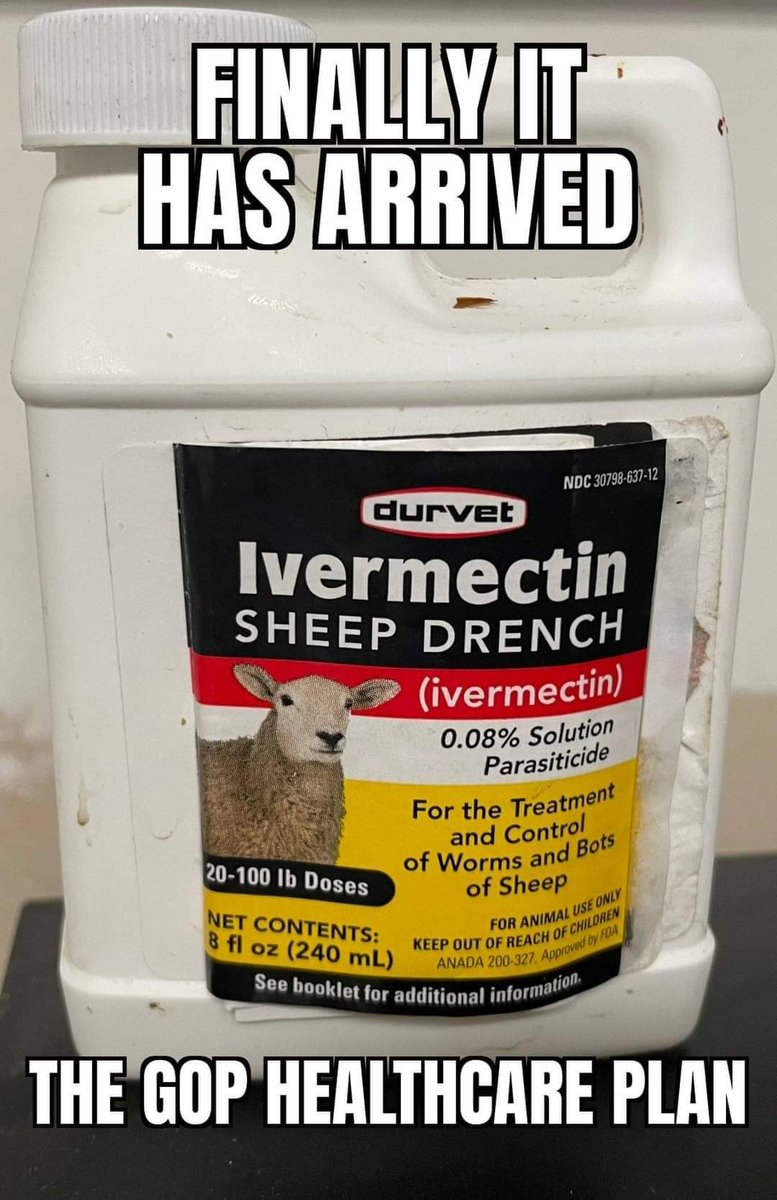 FINALLY IT
HAS ARRIVED
NDC 30798-637-12
durvet
Ivermectin
SHEEP DRENCH
(ivermectin)
0.08% Solution
Parasiticide
For the Treatment
and Control
of Worms and Bots
of Sheep
20-100 lb Doses
NET CONTENTS:
8 fl oz (240 mL)
FOR ANIMAL USE ONLY
KEEP OUT OF REACH OF CHILDREN
ANADA 200-327, Approved by FDA
See booklet for additional information.
THE GOP HEALTHCARE PLAN